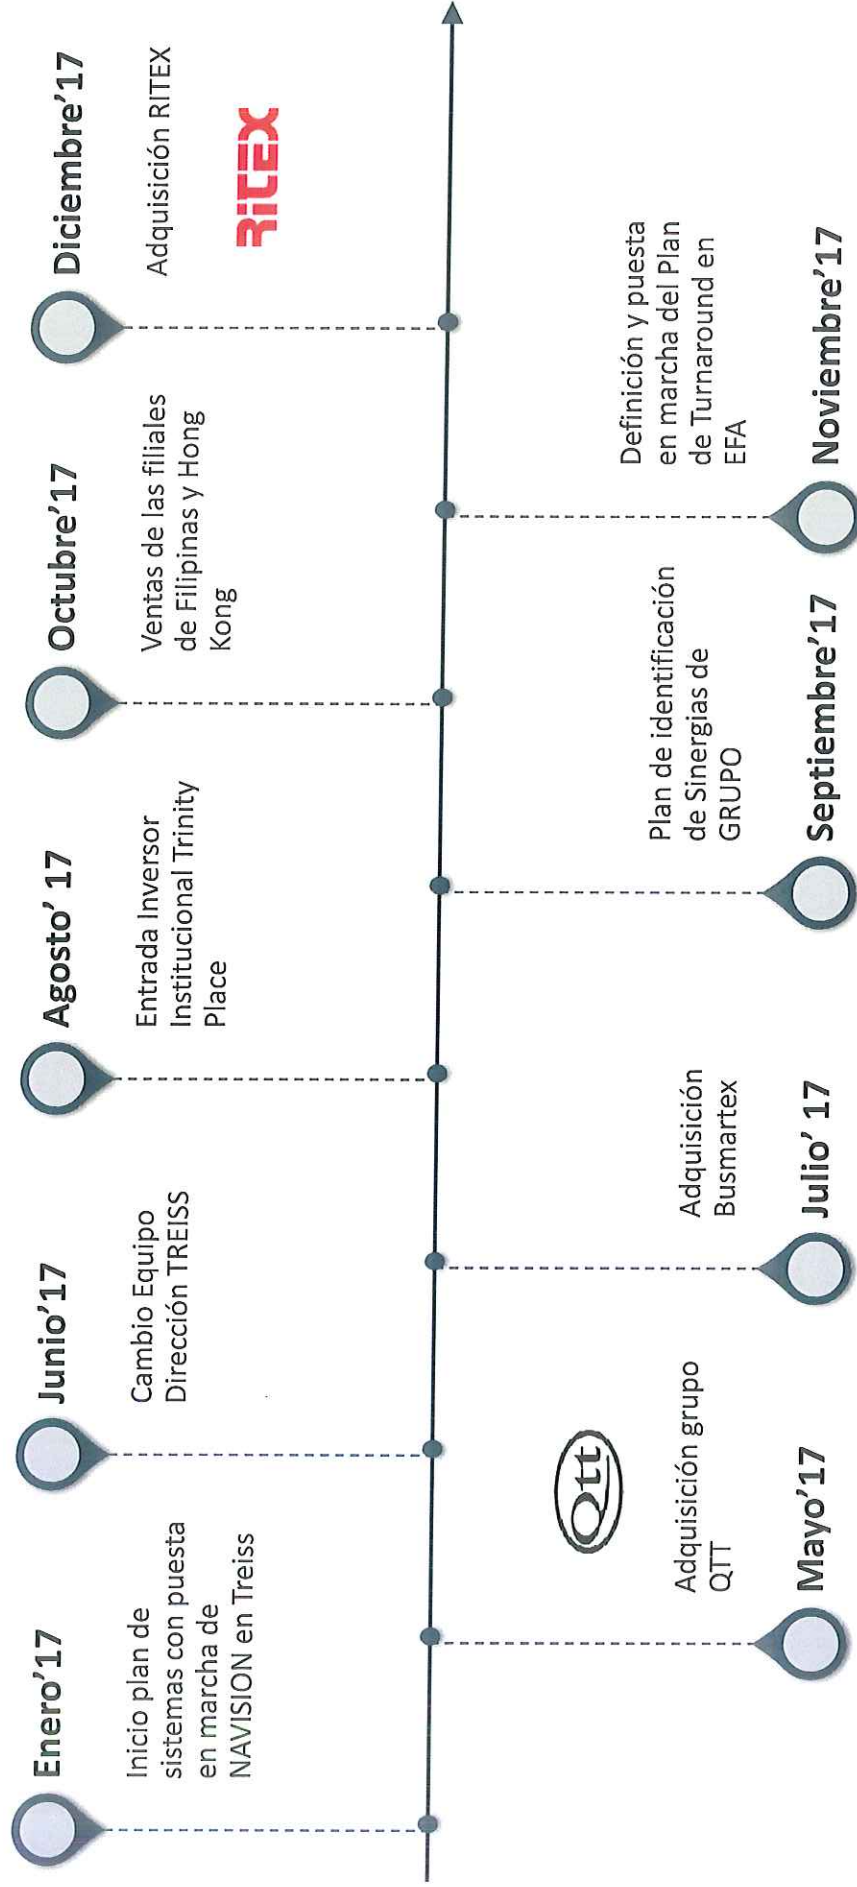 Enero’17
Inicio plan de
sistemas con puesta
en marcha de
NAVISION en Treiss
Mayo’17
Adquisición grupo
QTT
Qtt
Junio’17
Cambio Equipo
Dirección TREISS
Julio’ 17
Adquisición
Busmartex
Agosto’ 17
Entrada Inversor
Institucional Trinity
Place
Septiembre’17
Plan de identificación
de Sinergias de
GRUPO
Octubre’17
Ventas de las filiales
de Filipinas y Hong
Kong
Noviembre’17
Definición y puesta
en marcha del Plan
de Turnaround en
EFA
Diciembre’17
Adquisición RITEX
RiTEX